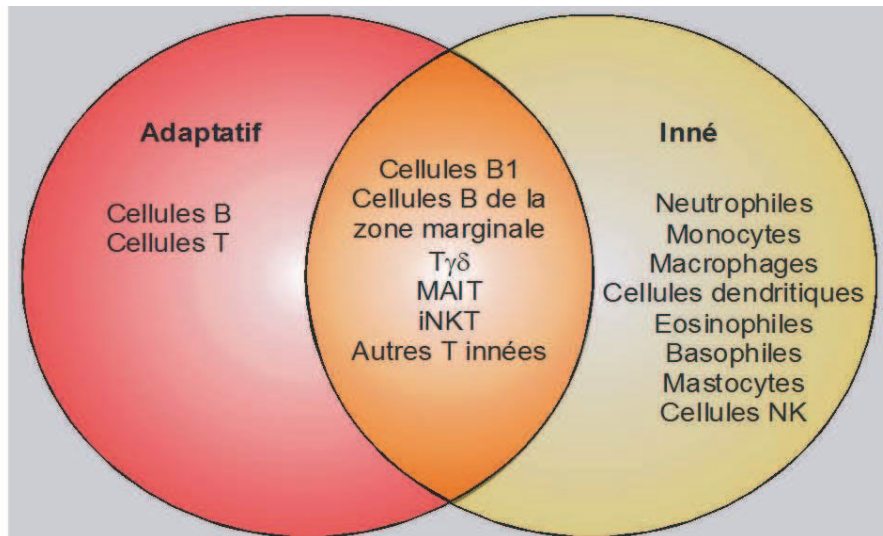 Adaptatif
Cellules B
Cellules T
Cellules B1
Cellules B de la
zone marginale
Tγδ
MAIT
iNKT
Autres T innées
Inné
Neutrophiles
Monocytes
Macrophages
Cellules dendritiques
Eosinophiles
Basophiles
Mastocytes
Cellules NK